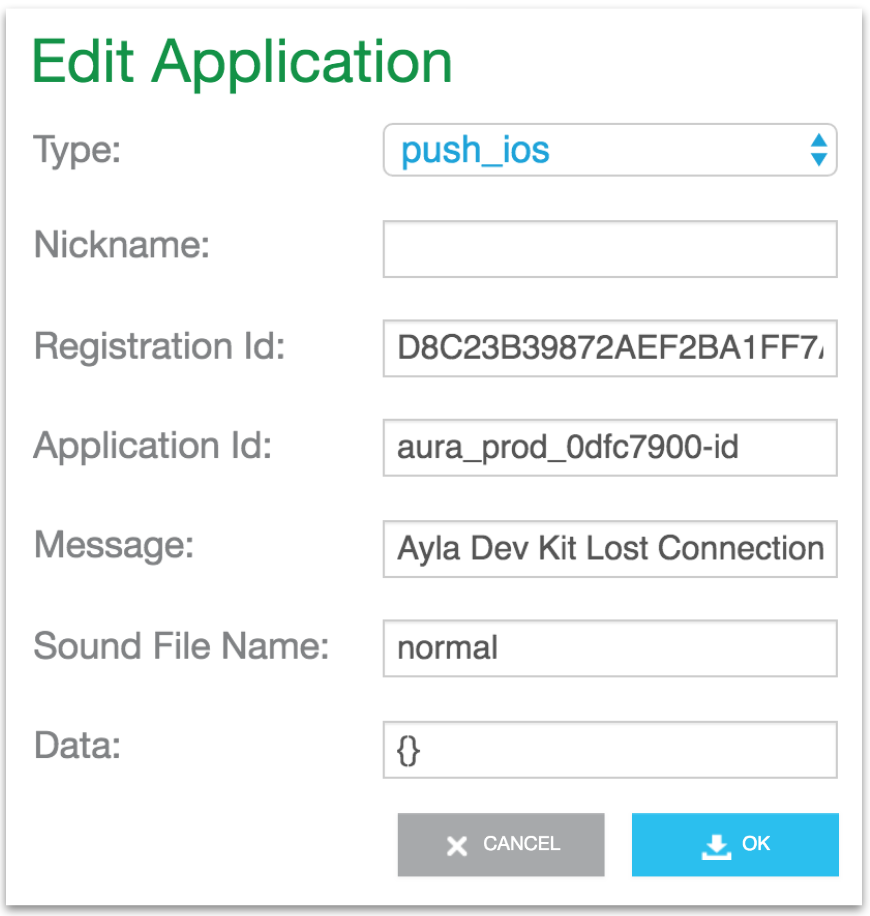 Edit Application
Type: push_ios
Nickname:
Registration Id: D8C23B39872AEF2BA1FF7
Application Id: aura_prod_0dfc7900-id
Message: Ayla Dev Kit Lost Connection
Sound File Name: normal
Data: {}
CANCEL OK